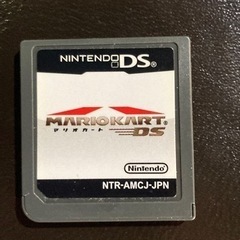 NINTENDO DS
MARIOKART
マリオカート DS
Nintendo
NTR-AMCJ-JPN